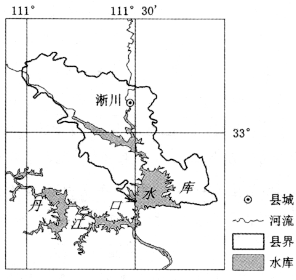 111° 111° 30′
淅川
33°
水 库
丹 江 口
县城
河流
县界
水库